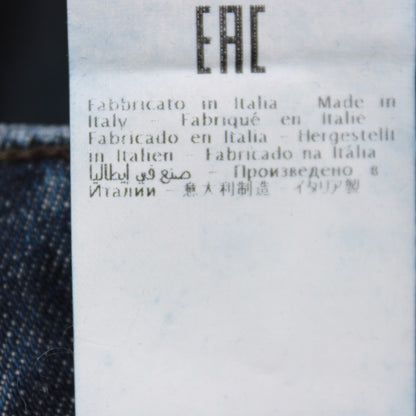 EAC
Fabbricato in Italia - Made in
Italy - Fabriqué en Italie -
Fabricado en Italia - Hergestellt
in Italien - Fabricado na Itália -
صنع في إيطاليا - Произведено в
Италии - 意大利制造 - イタリア製